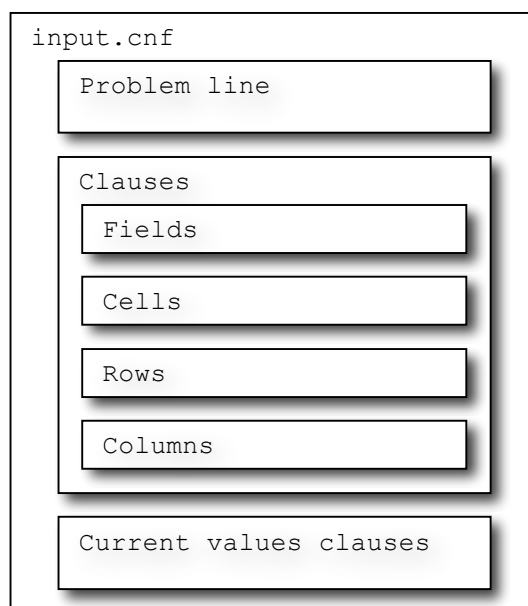 input.cnf
Problem line
Clauses
Fields
Cells
Rows
Columns
Current values clauses